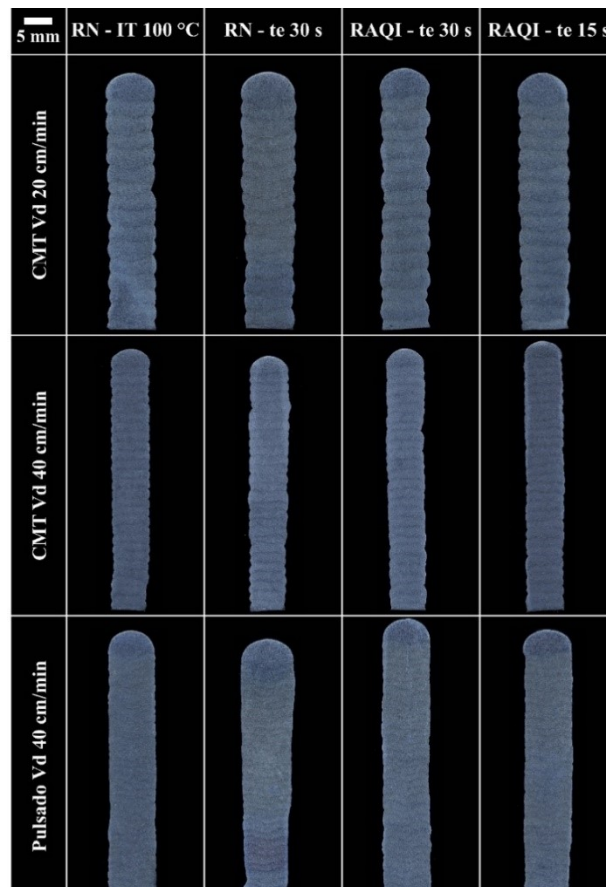 5 mm
RN - IT 100 °C
RN - te 30 s
RAQI - te 30 s
RAQI - te 15 s
CMT Vd 20 cm/min
CMT Vd 40 cm/min
Pulsado Vd 40 cm/min